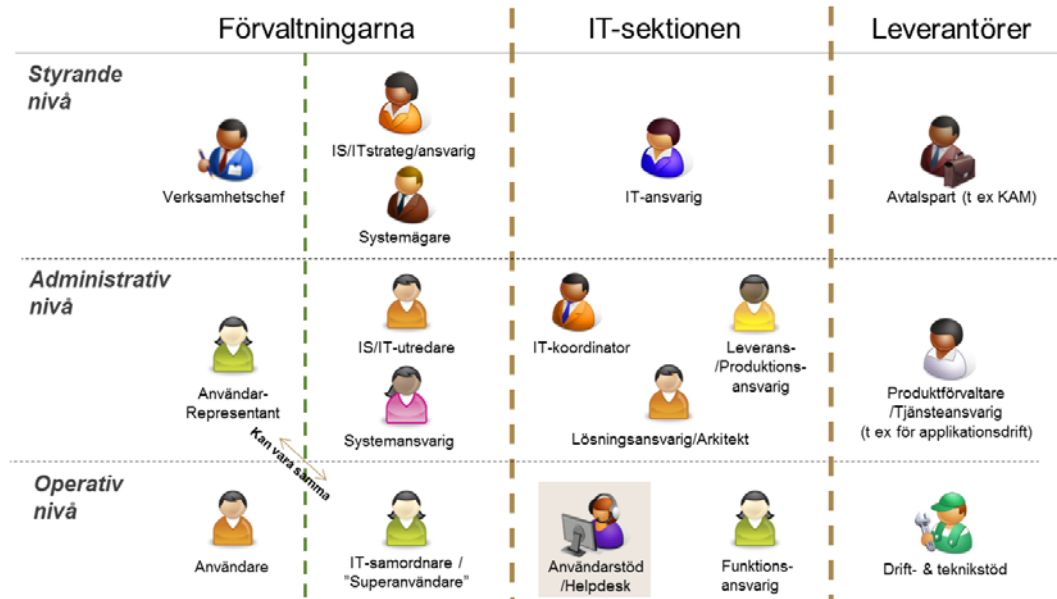 Förvaltningarna
IT-sektionen
Leverantörer
Styrande
nivå
Verksamhetschef
IS/ITstrateg/ansvarig
Systemägare
IT-ansvarig
Avtalspart (t ex KAM)
Administrativ
nivå
Användar-
Representant
IS/IT-utredare
Systemansvarig
IT-koordinator
Leverans-
/Produktions-
ansvarig
Lösningsansvarig/Arkitekt
Produktförvaltare
/Tjänsteansvarig
(t ex för applikationsdrift)
Kan vara samma
Operativ
nivå
Användare
IT-samordnare /
"Superanvändare"
Användarstöd
/Helpdesk
Funktions-
ansvarig
Drift- & teknikstöd